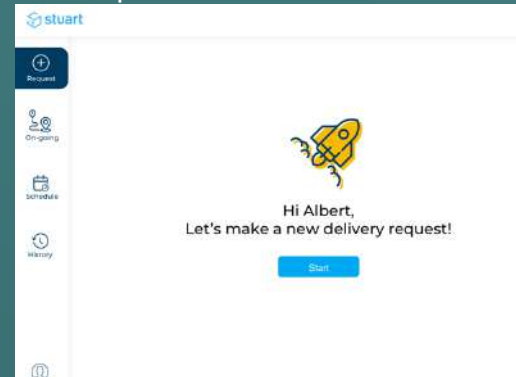 stuart
Request
On-going
Schedule
History
Hi Albert,
Let's make a new delivery request!
Start